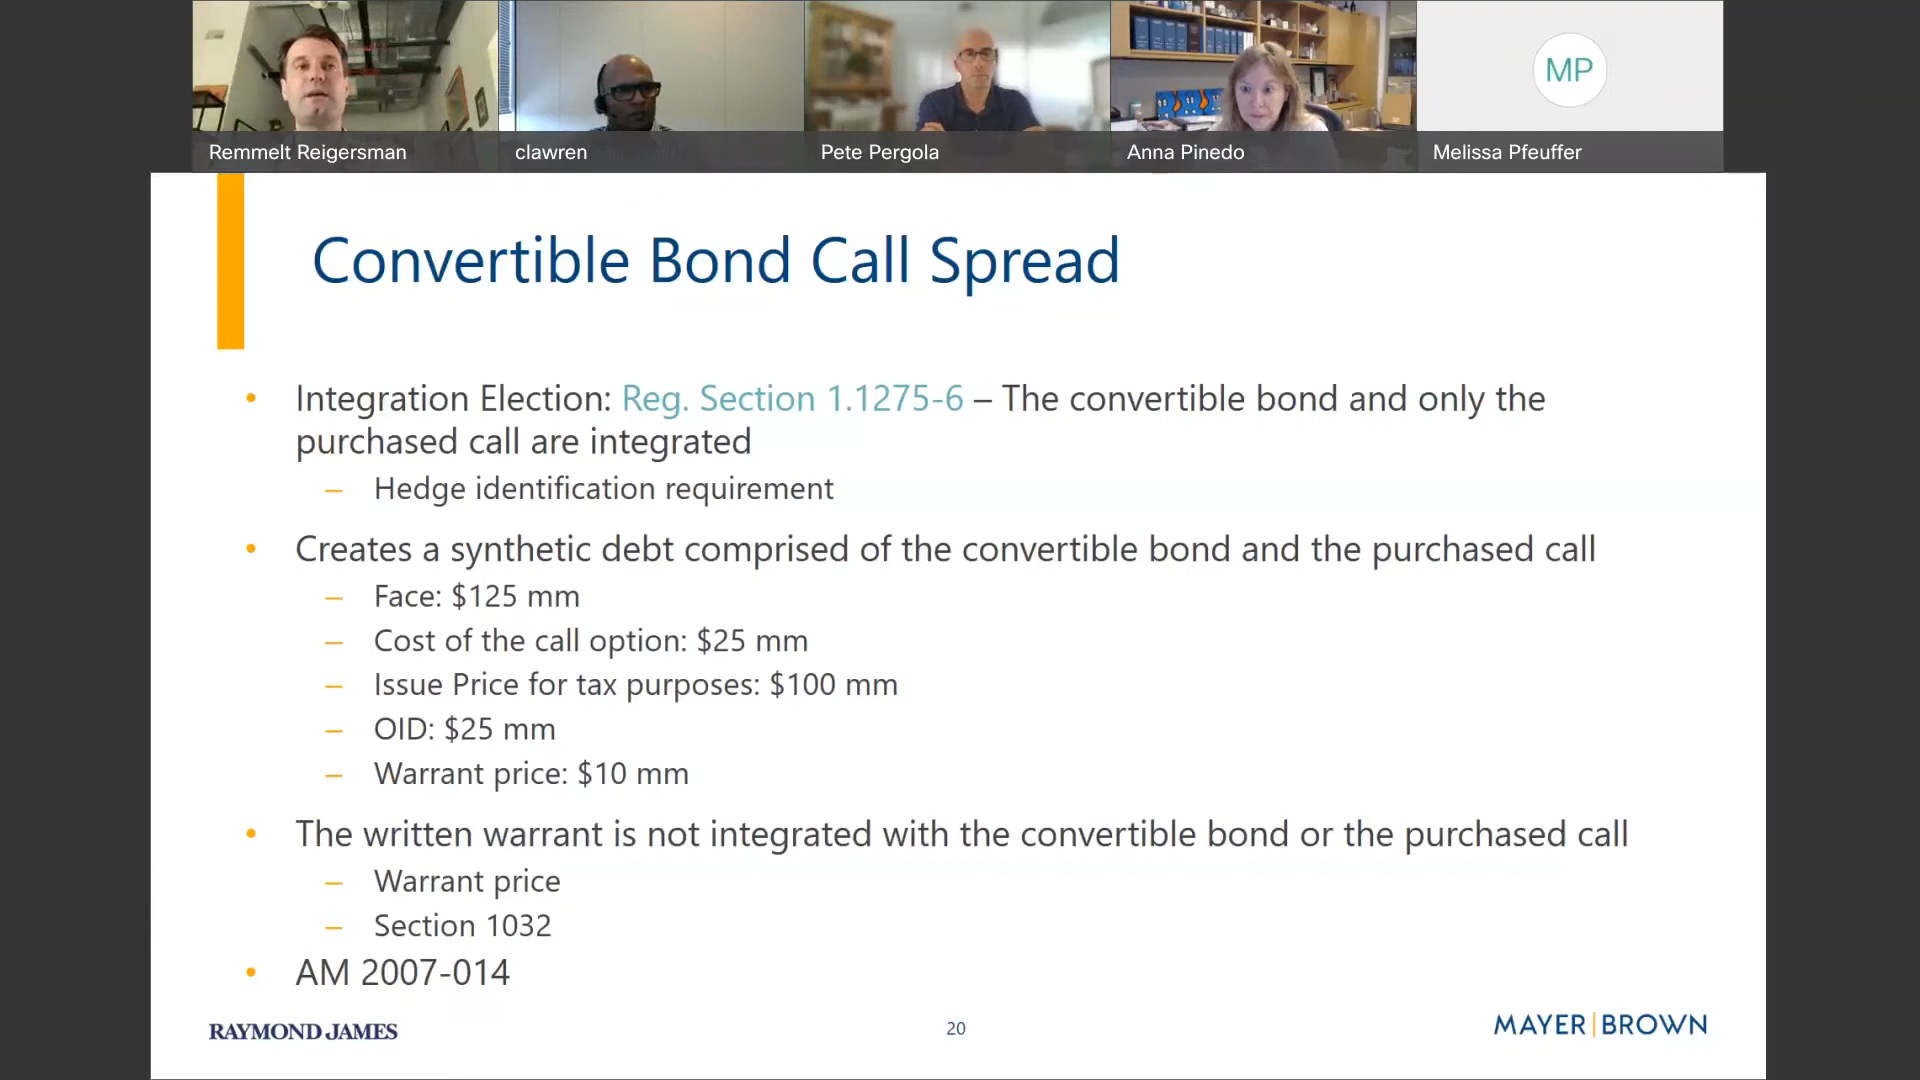 MP
Remmelt Reigersman
clawren
Pete Pergola
Anna Pinedo
Melissa Pfeuffer
Convertible Bond Call Spread
• Integration Election: Reg. Section 1.1275-6 – The convertible bond and only the
purchased call are integrated
– Hedge identification requirement
• Creates a synthetic debt comprised of the convertible bond and the purchased call
– Face: $125 mm
– Cost of the call option: $25 mm
– Issue Price for tax purposes: $100 mm
– OID: $25 mm
– Warrant price: $10 mm
• The written warrant is not integrated with the convertible bond or the purchased call
– Warrant price
– Section 1032
• AM 2007-014
RAYMOND JAMES
20
MAYER | BROWN